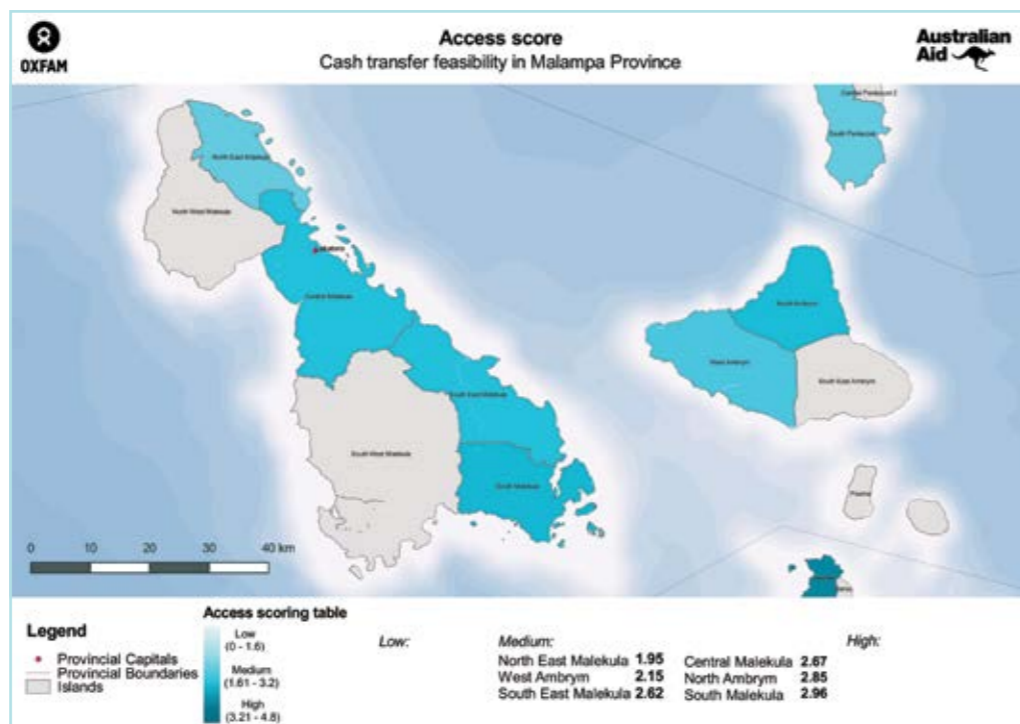 OXFAM
Access score
Cash transfer feasibility in Malampa Province
Australian
Aid
Central Pentecost 2
South Pentecost
North East Malekula
North West Malekula
Central Malekula
North Ambrym
West Ambrym
South East Ambrym
South East Malekula
South West Malekula
South Malekula
Paama
0 10 20 30 40 km
Legend
Provincial Capitals
Provincial Boundaries
Islands
Access scoring table
Low
(0 - 1.6)
Medium
(1.61 - 3.2)
High
(3.21 - 4.8)
Low:
Medium:
North East Malekula 1.95
West Ambrym 2.15
South East Malekula 2.62
Central Malekula 2.67
North Ambrym 2.85
South Malekula 2.96
High: